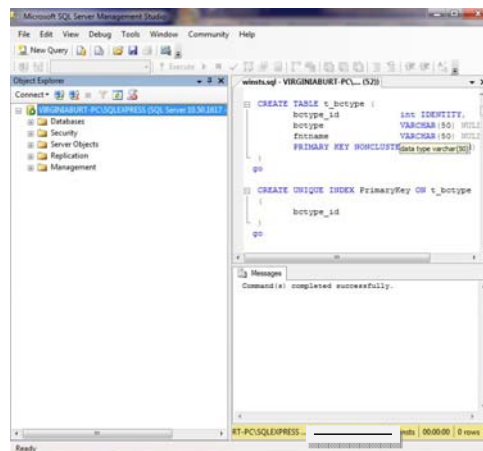 Microsoft SQL Server Management Studio
File Edit View Debug Tools Window Community Help
New Query
Execute
Object Explorer
Connect
VIRGINIABURT-PC\SQLEXPRESS (SQL Server 10.50.1617 -
Databases
Security
Server Objects
Replication
Management
winsts.sql - VIRGINIABURT-PC\... (52))
CREATE TABLE t_bctype (
bctype_id int IDENTITY,
bctype VARCHAR(50) NULL
fntname VARCHAR(50) NULL
PRIMARY KEY NONCLUSTE
data type varchar(50)
)
go
CREATE UNIQUE INDEX PrimaryKey ON t_bctype
(
bctype_id
)
go
Messages
Command(s) completed successfully.
RT-PC\SQLEXPRESS ...
nsts 00:00:00 0 rows
Ready